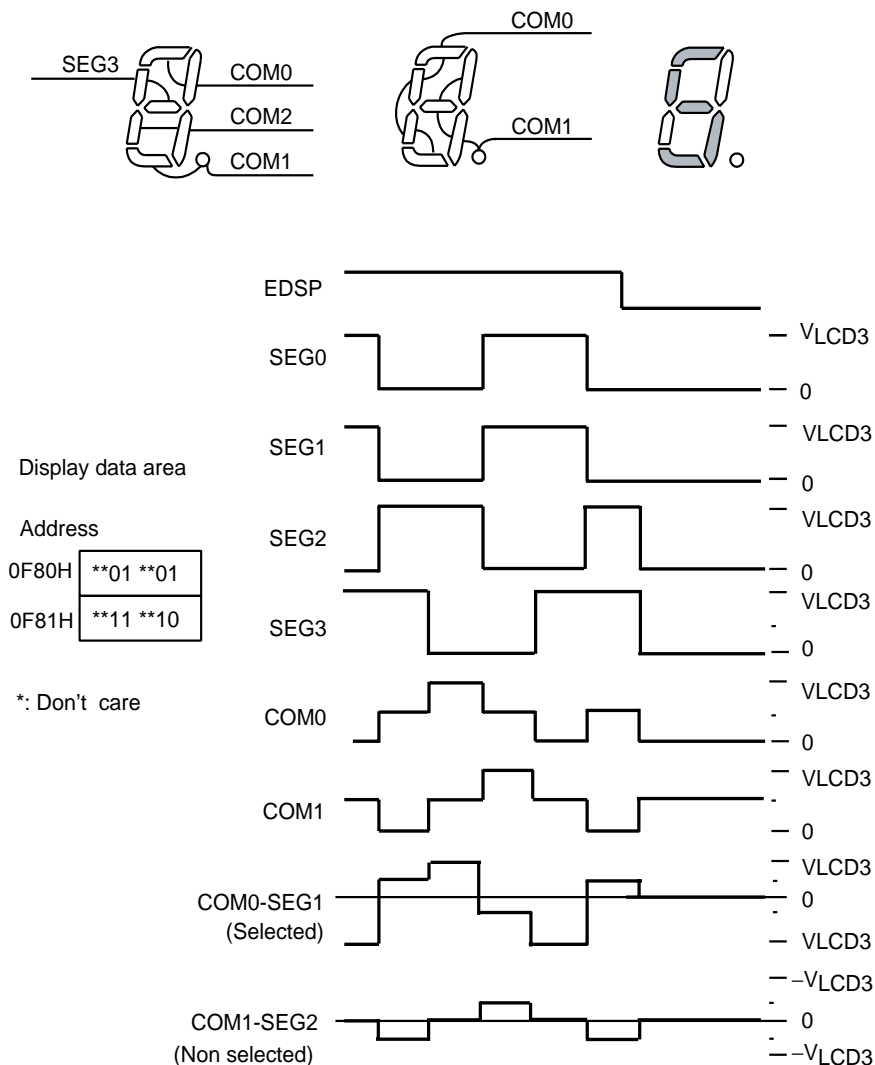 SEG3
COM0
COM2
COM1
COM0
COM1
EDSP
SEG0
VLCD3
0
SEG1
VLCD3
0
Display data area
SEG2
VLCD3
0
Address
0F80H **01 **01
0F81H **11 **10
SEG3
VLCD3
0
*: Don't care
COM0
VLCD3
0
COM1
VLCD3
0
COM0-SEG1
(Selected)
VLCD3
0
VLCD3
COM1-SEG2
(Non selected)
–VLCD3
0
–VLCD3